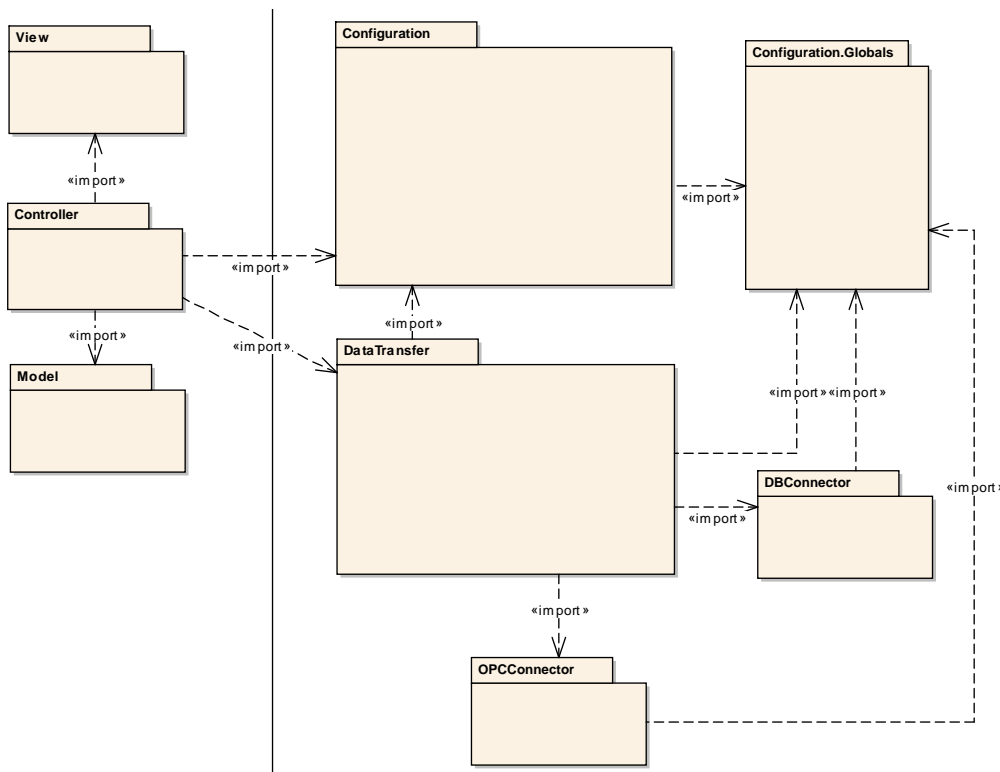 View
Configuration
Configuration.Globals
«import»
Controller
«import»
«import»
«import»
«import»
«import»
«import»
DataTransfer
Model
«import»
«import»
DBConnector
«import»
«import»
«import»
OPCConnector